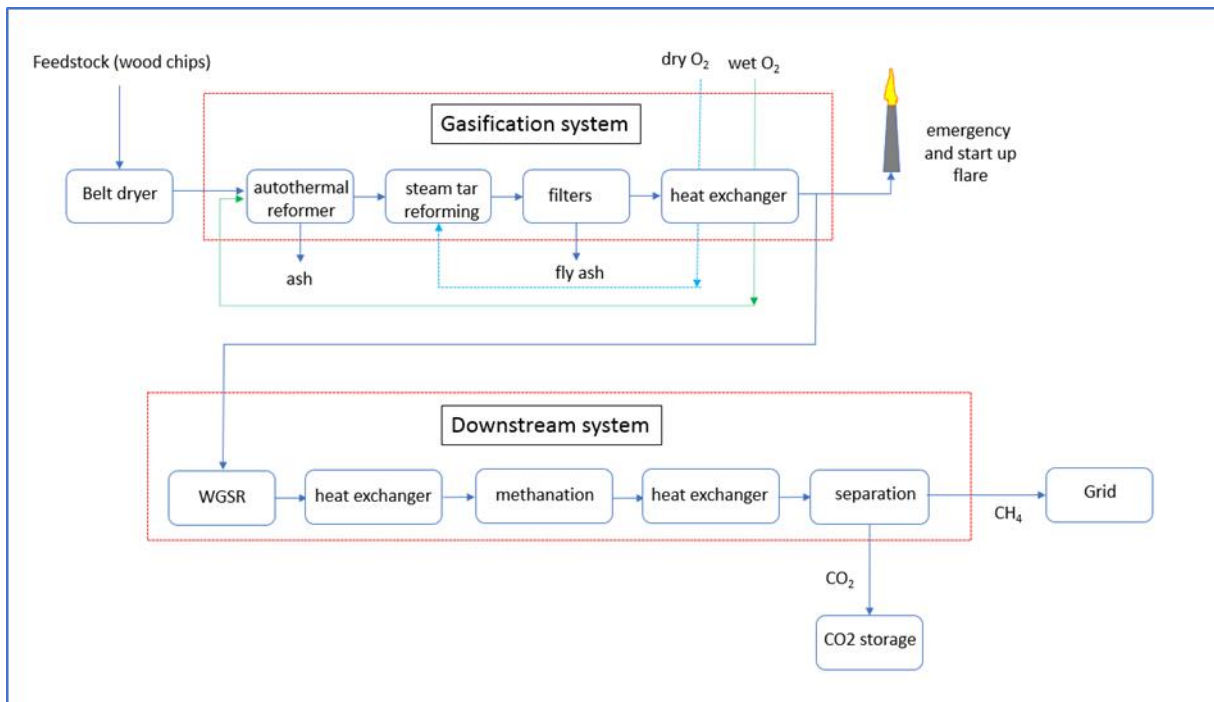 Feedstock (wood chips)
dry O₂
wet O₂
Gasification system
emergency
and start up
flare
Belt dryer
autothermal
reformer
steam tar
reforming
filters
heat exchanger
ash
fly ash
Downstream system
WGSR
heat exchanger
methanation
heat exchanger
separation
Grid
CH₄
CO₂
CO2 storage